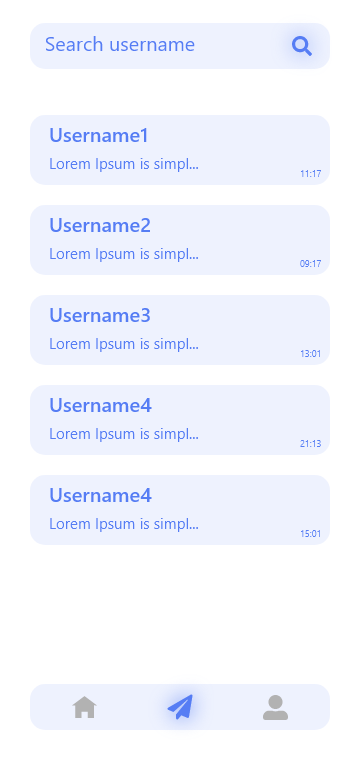 Search username
Username1
Lorem Ipsum is simpl...
11:17
Username2
Lorem Ipsum is simpl...
09:17
Username3
Lorem Ipsum is simpl...
13:01
Username4
Lorem Ipsum is simpl...
21:13
Username4
Lorem Ipsum is simpl...
15:01